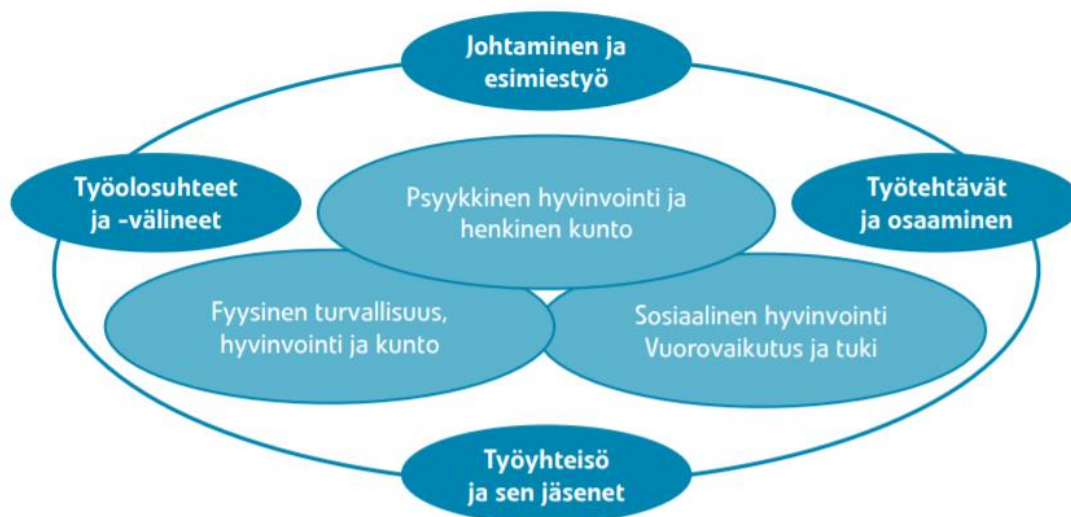 Johtaminen ja
esimiestyö
Työolosuhteet
ja -välineet
Psyykkinen hyvinvointi ja
henkinen kunto
Työtehtävät
ja osaaminen
Fyysinen turvallisuus,
hyvinvointi ja kunto
Sosiaalinen hyvinvointi
Vuorovaikutus ja tuki
Työyhteisö
ja sen jäsenet